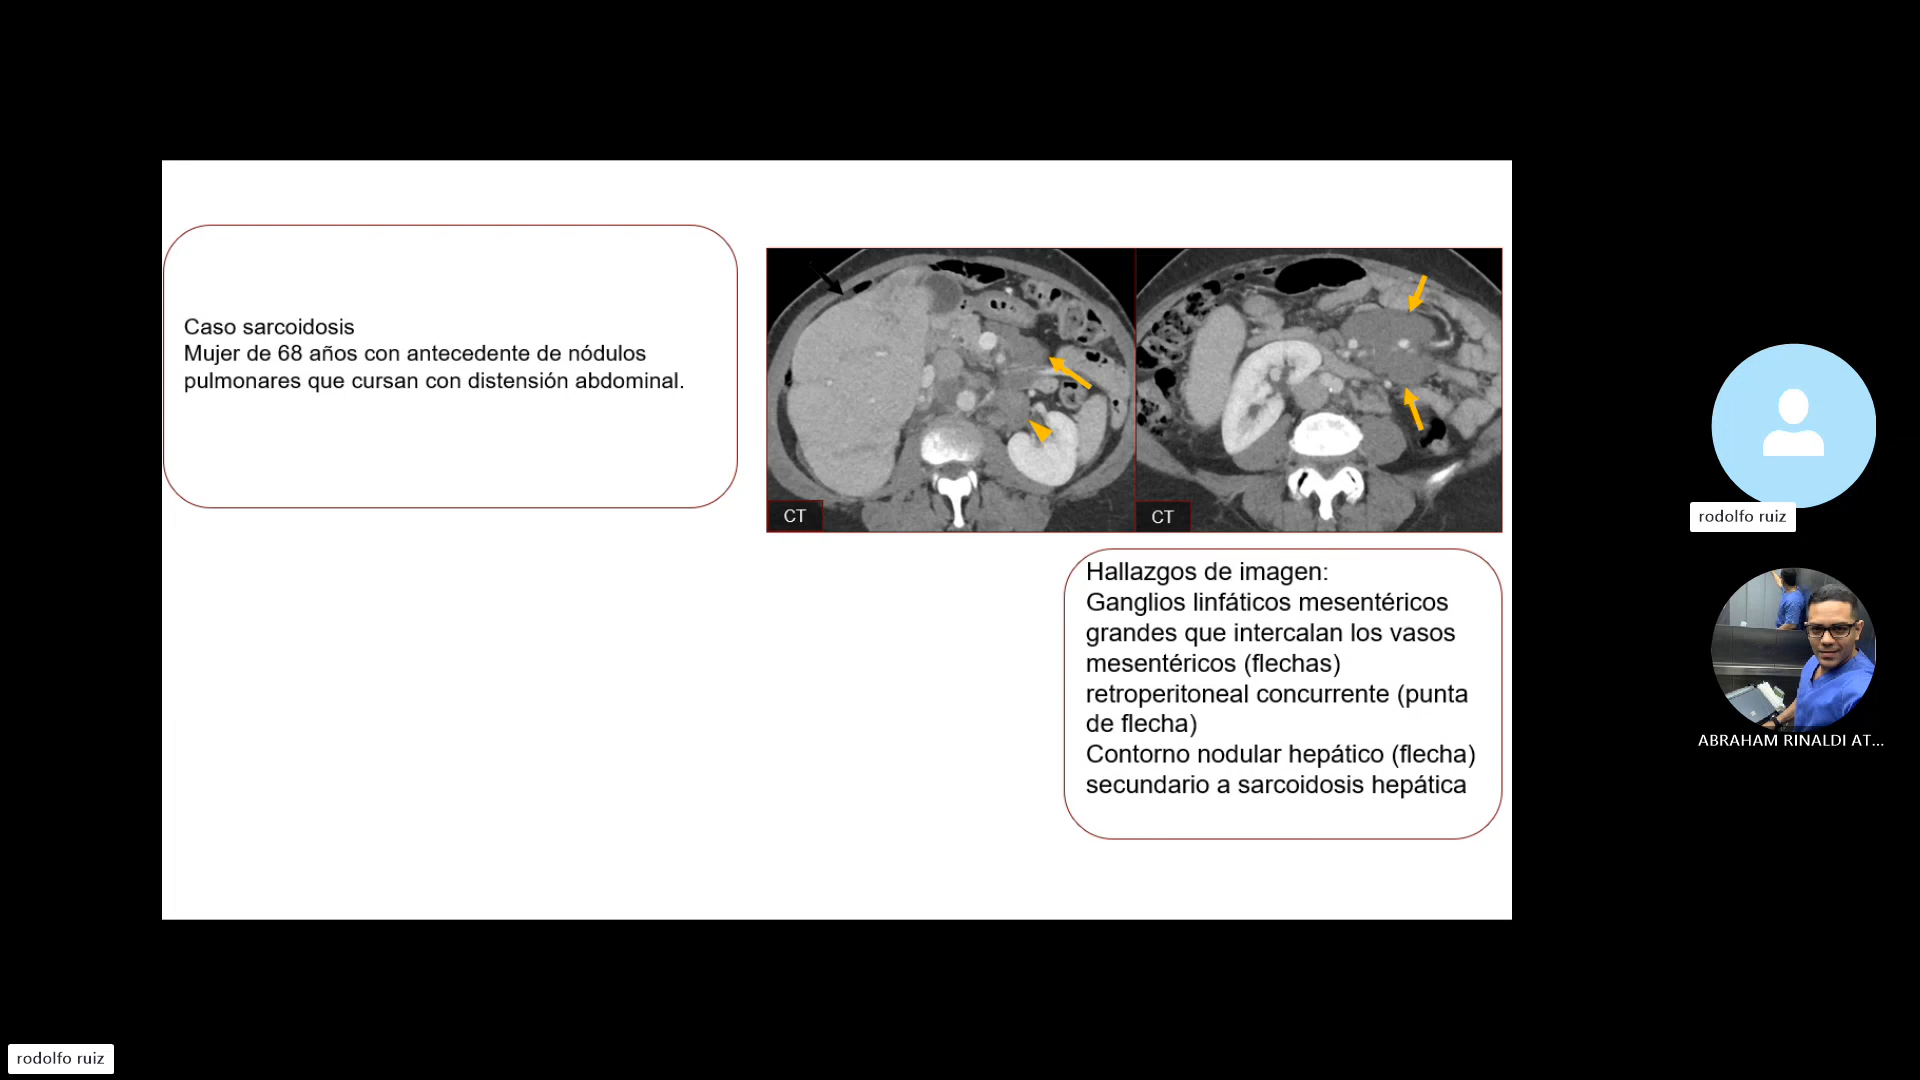 Caso sarcoidosis
Mujer de 68 años con antecedente de nódulos
pulmonares que cursan con distensión abdominal.
CT
CT
Hallazgos de imagen:
Ganglios linfáticos mesentéricos
grandes que intercalan los vasos
mesentéricos (flechas)
retroperitoneal concurrente (punta
de flecha)
Contorno nodular hepático (flecha)
secundario a sarcoidosis hepática
rodolfo ruiz
ABRAHAM RINALDI AT...
rodolfo ruiz